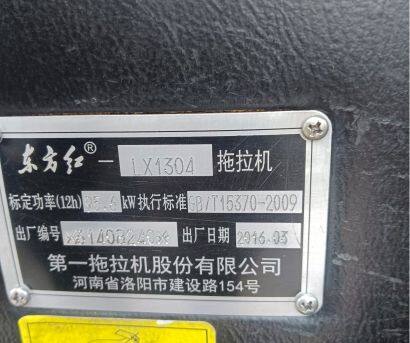 东方红® - LX1304 拖拉机
标定功率(12h) kW 执行标准 GB/T15370-2009
出厂编号 出厂日期 2016.03
第一拖拉机股份有限公司
河南省洛阳市建设路154号